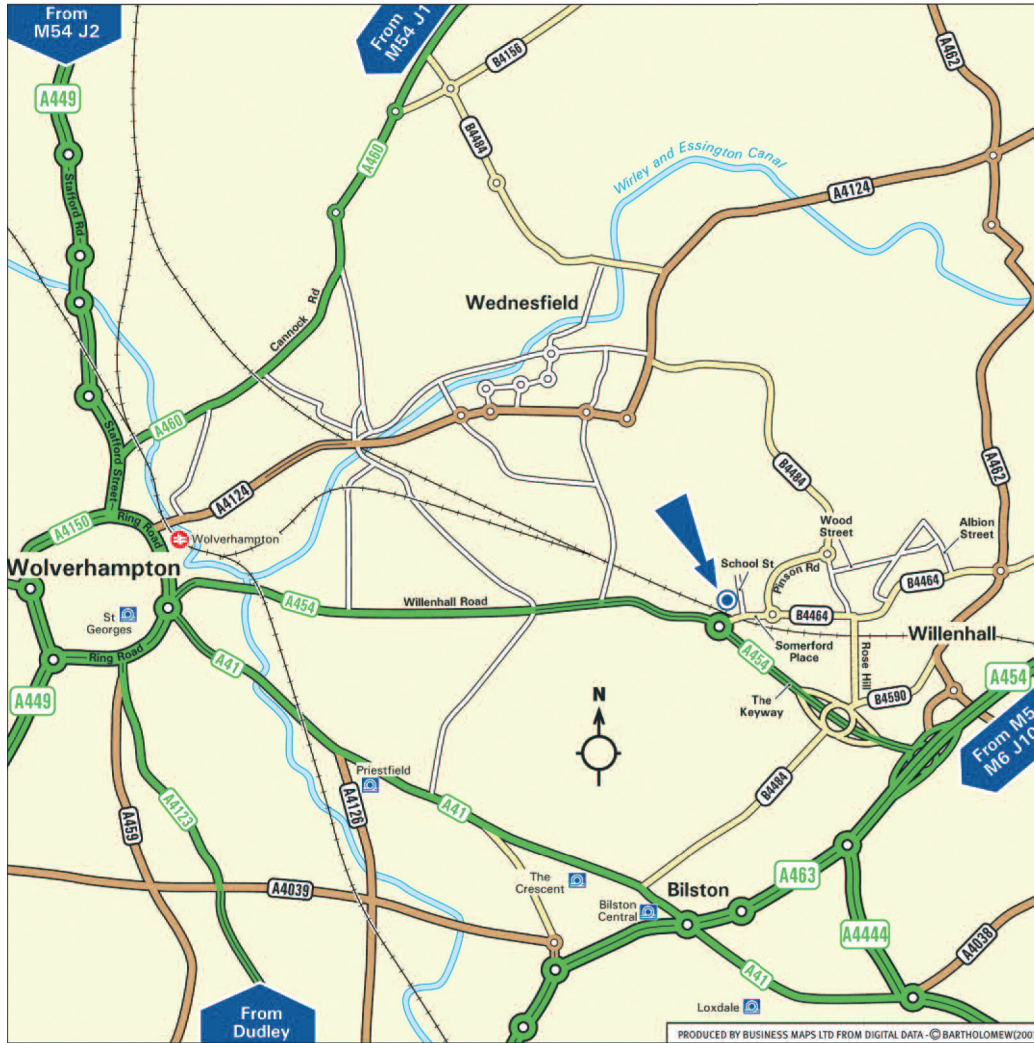 From
M54 J2
From
M54 J1
A449
B4156
A462
Stafford Rd
A460
B4484
Wirley and Essington Canal
A4124
Wednesfield
Cannock Rd
A460
Stafford Street
A4124
B4484
A462
A4150
Ring Road
Wolverhampton
Wood
Street
Albion
Street
Wolverhampton
School St
Pinson Rd
B4464
St
Georges
A454
Willenhall Road
B4464
Willenhall
Somerford
Place
Ring Road
A41
A454
Rose Hill
A449
The
Keyway
B4590
A454
N
From M5
M6 J10
Priestfield
A4126
B4484
A41
A459
A4123
A463
The
Crescent
A4039
Bilston
Bilston
Central
A4444
A4038
A41
From
Dudley
Loxdale
PRODUCED BY BUSINESS MAPS LTD FROM DIGITAL DATA - © BARTHOLOMEW(200